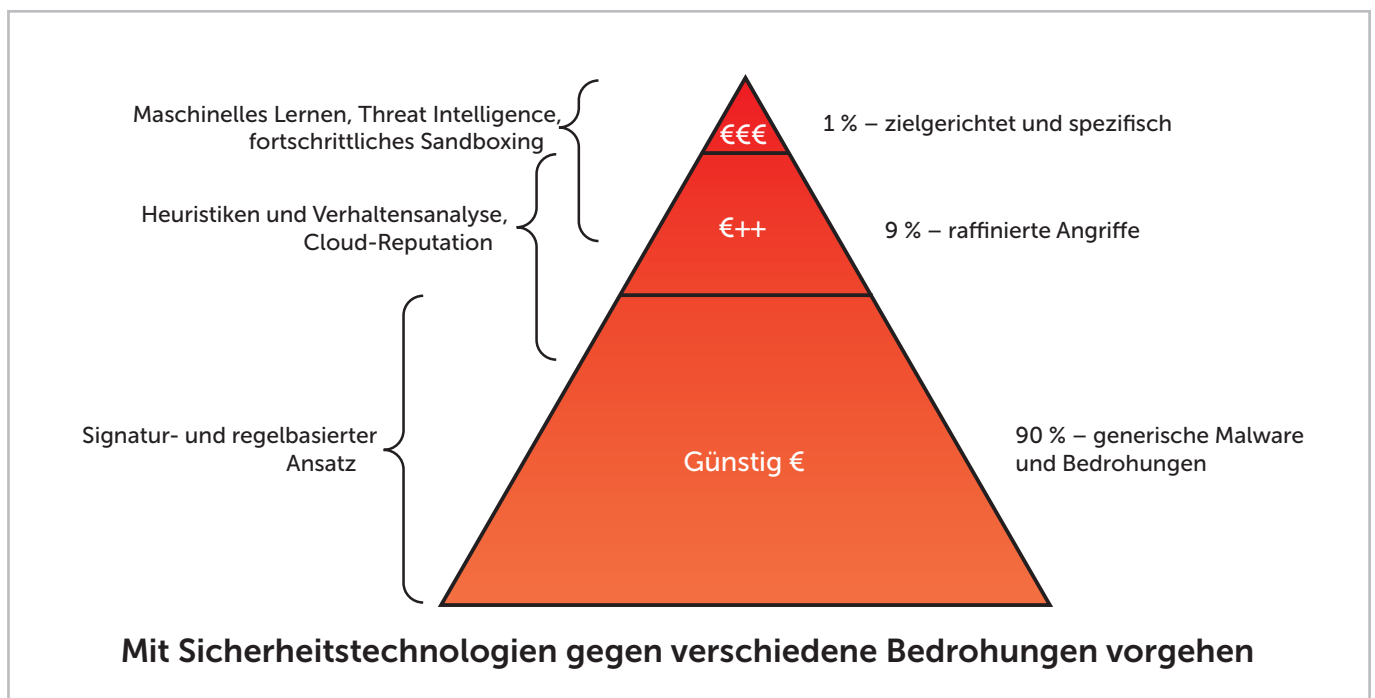 Maschinelles Lernen, Threat Intelligence,
fortschrittliches Sandboxing
€€€
1 % – zielgerichtet und spezifisch
Heuristiken und Verhaltensanalyse,
Cloud-Reputation
€++
9 % – raffinierte Angriffe
Signatur- und regelbasierter
Ansatz
Günstig €
90 % – generische Malware
und Bedrohungen
Mit Sicherheitstechnologien gegen verschiedene Bedrohungen vorgehen